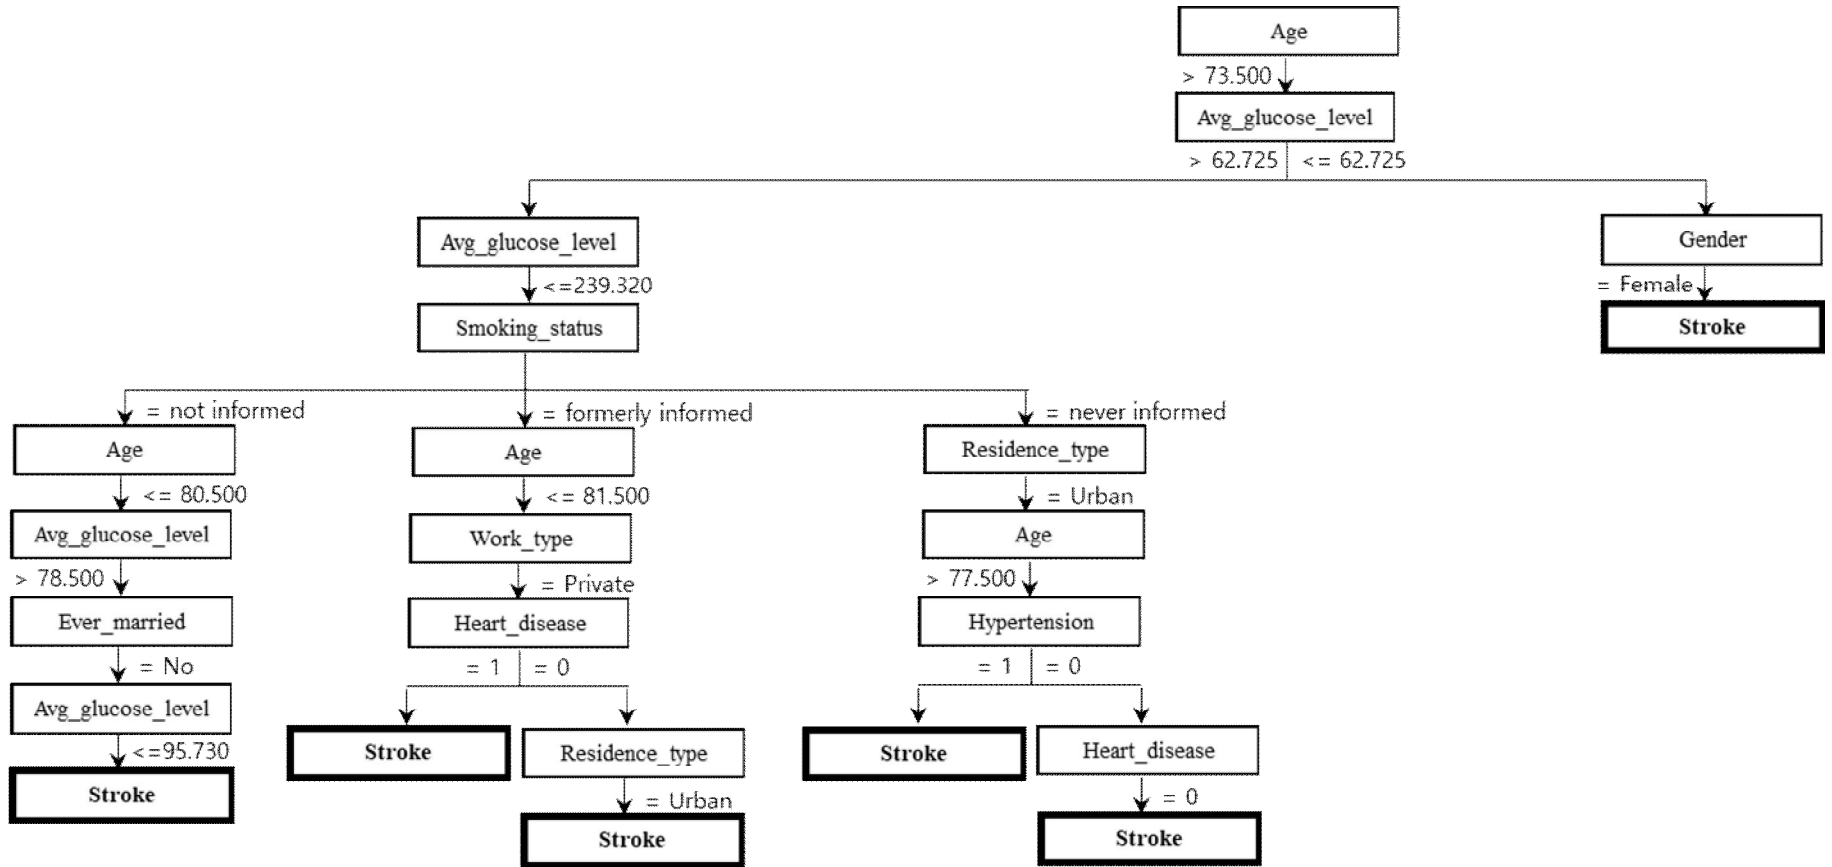 Age
> 73.500
Avg_glucose_level
> 62.725 <= 62.725
Avg_glucose_level
Gender
<=239.320
= Female
Smoking_status
Stroke
= not informed
= formerly informed
= never informed
Age
Age
Residence_type
<= 80.500
<= 81.500
= Urban
Avg_glucose_level
Work_type
Age
> 78.500
= Private
> 77.500
Ever_married
Heart_disease
Hypertension
= No
= 1 = 0
= 1 = 0
Avg_glucose_level
Stroke
Residence_type
Stroke
Heart_disease
<=95.730
= Urban
= 0
Stroke
Stroke
Stroke